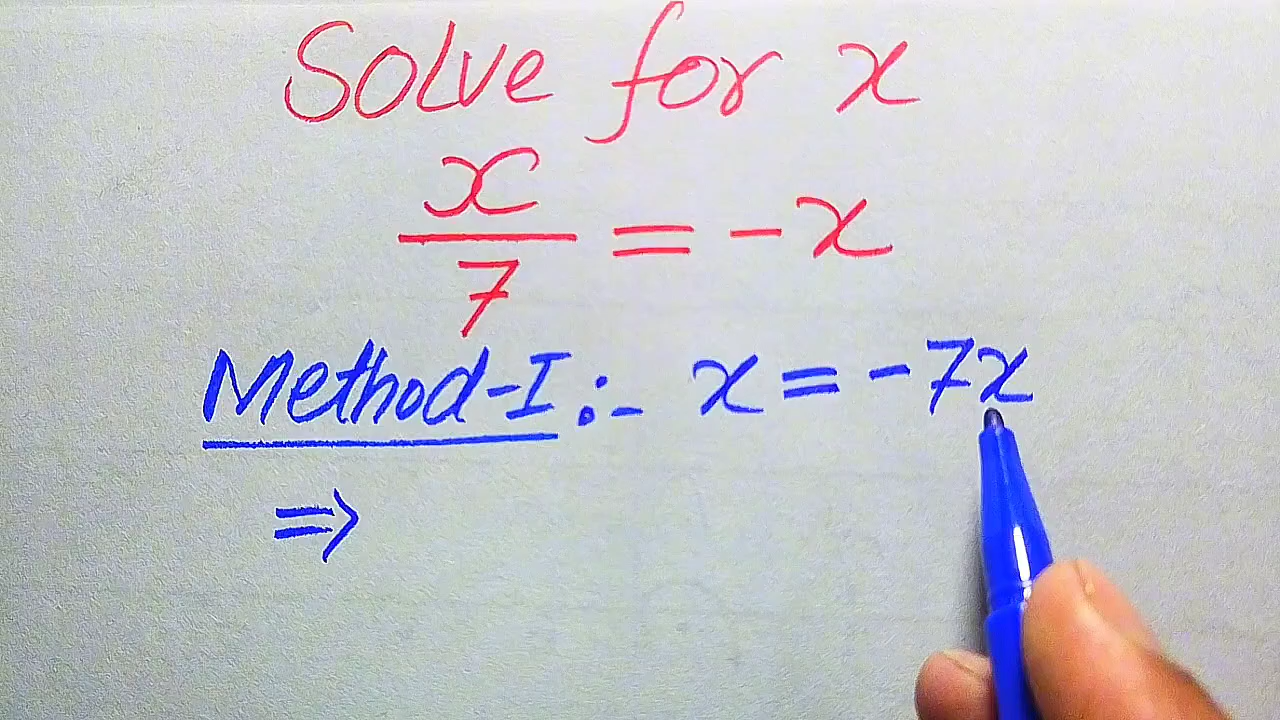 Solve for x
x/7 = -x
Method-I:- x = -7x
⇒